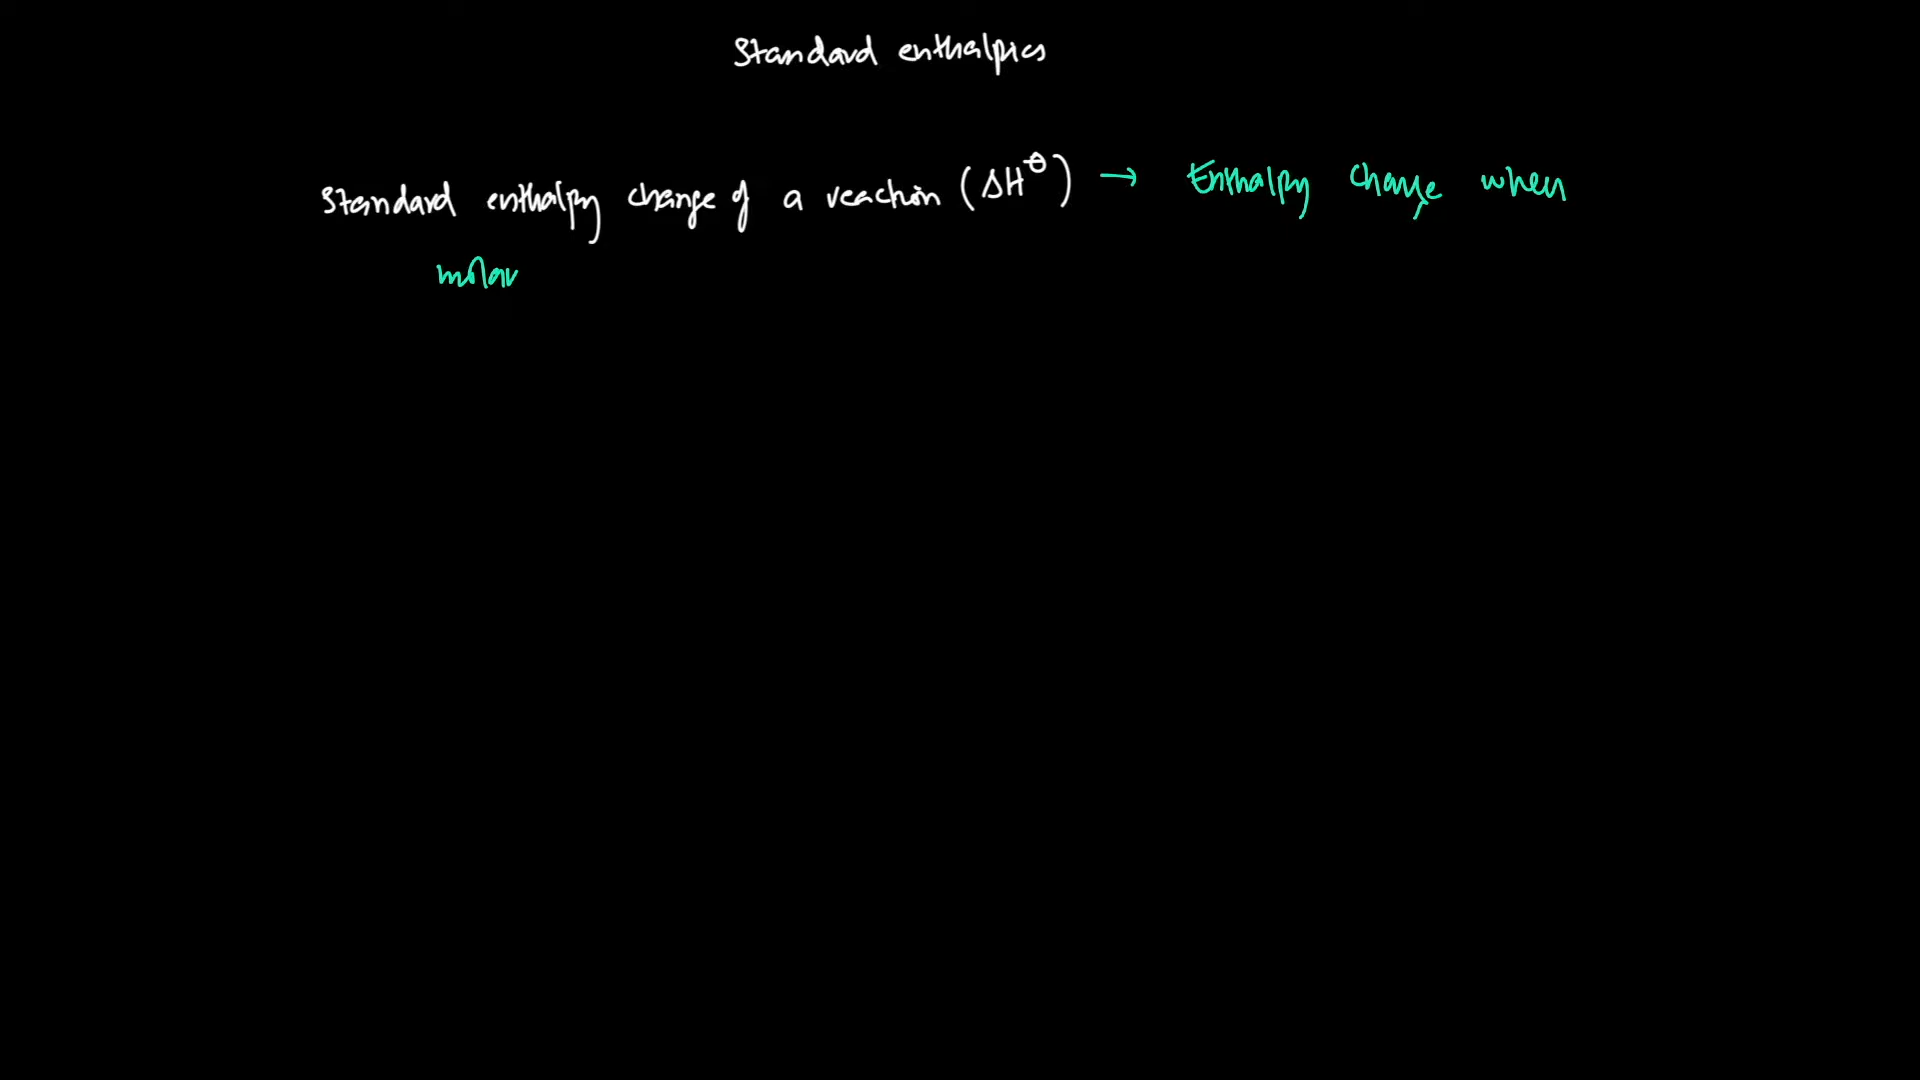 Standard enthalpies
Standard enthalpy change of a reaction (ΔH⦵) → Enthalpy change when
molar